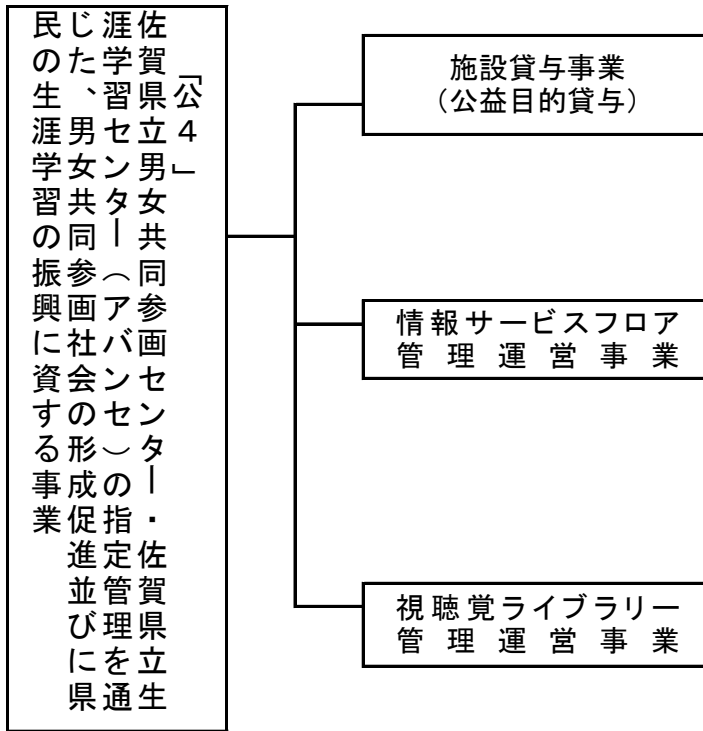 「公４」
佐賀県立男女共同参画センター・佐賀県立生
涯学習センター（アバンセ）の指定管理を通
じた、男女共同参画社会の形成促進並びに県
民の生涯学習の振興に資する事業
施設貸与事業
（公益目的貸与）
情報サービスフロア
管理運営事業
視聴覚ライブラリー
管理運営事業